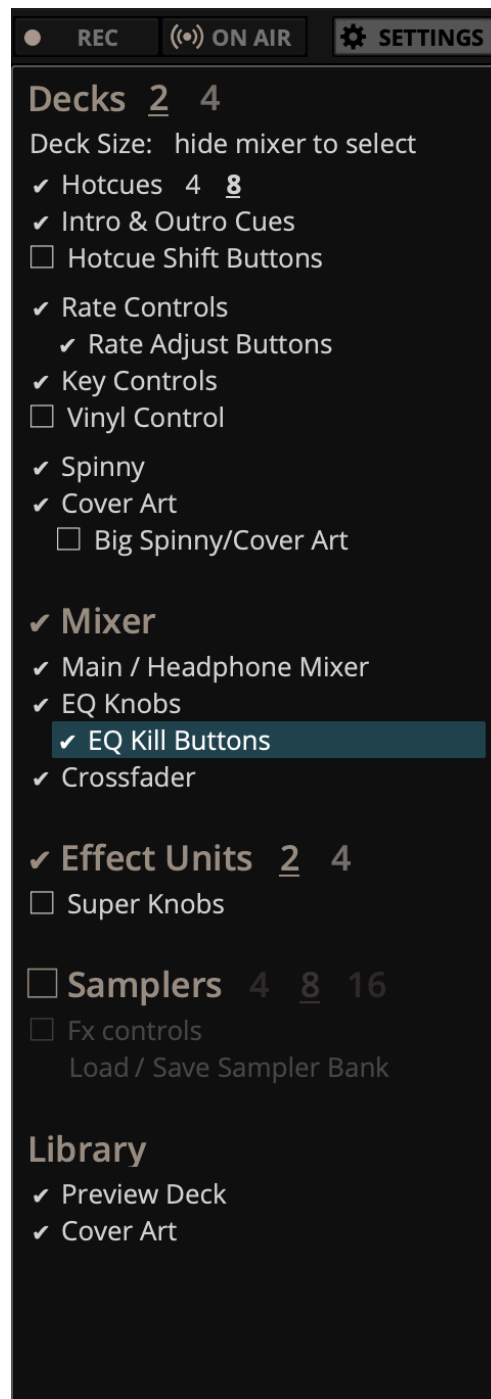 REC ON AIR SETTINGS
Decks 2 4
Deck Size: hide mixer to select
Hotcues 4 8
Intro & Outro Cues
Hotcue Shift Buttons
Rate Controls
Rate Adjust Buttons
Key Controls
Vinyl Control
Spinny
Cover Art
Big Spinny/Cover Art
Mixer
Main / Headphone Mixer
EQ Knobs
EQ Kill Buttons
Crossfader
Effect Units 2 4
Super Knobs
Samplers 4 8 16
Fx controls
Load / Save Sampler Bank
Library
Preview Deck
Cover Art